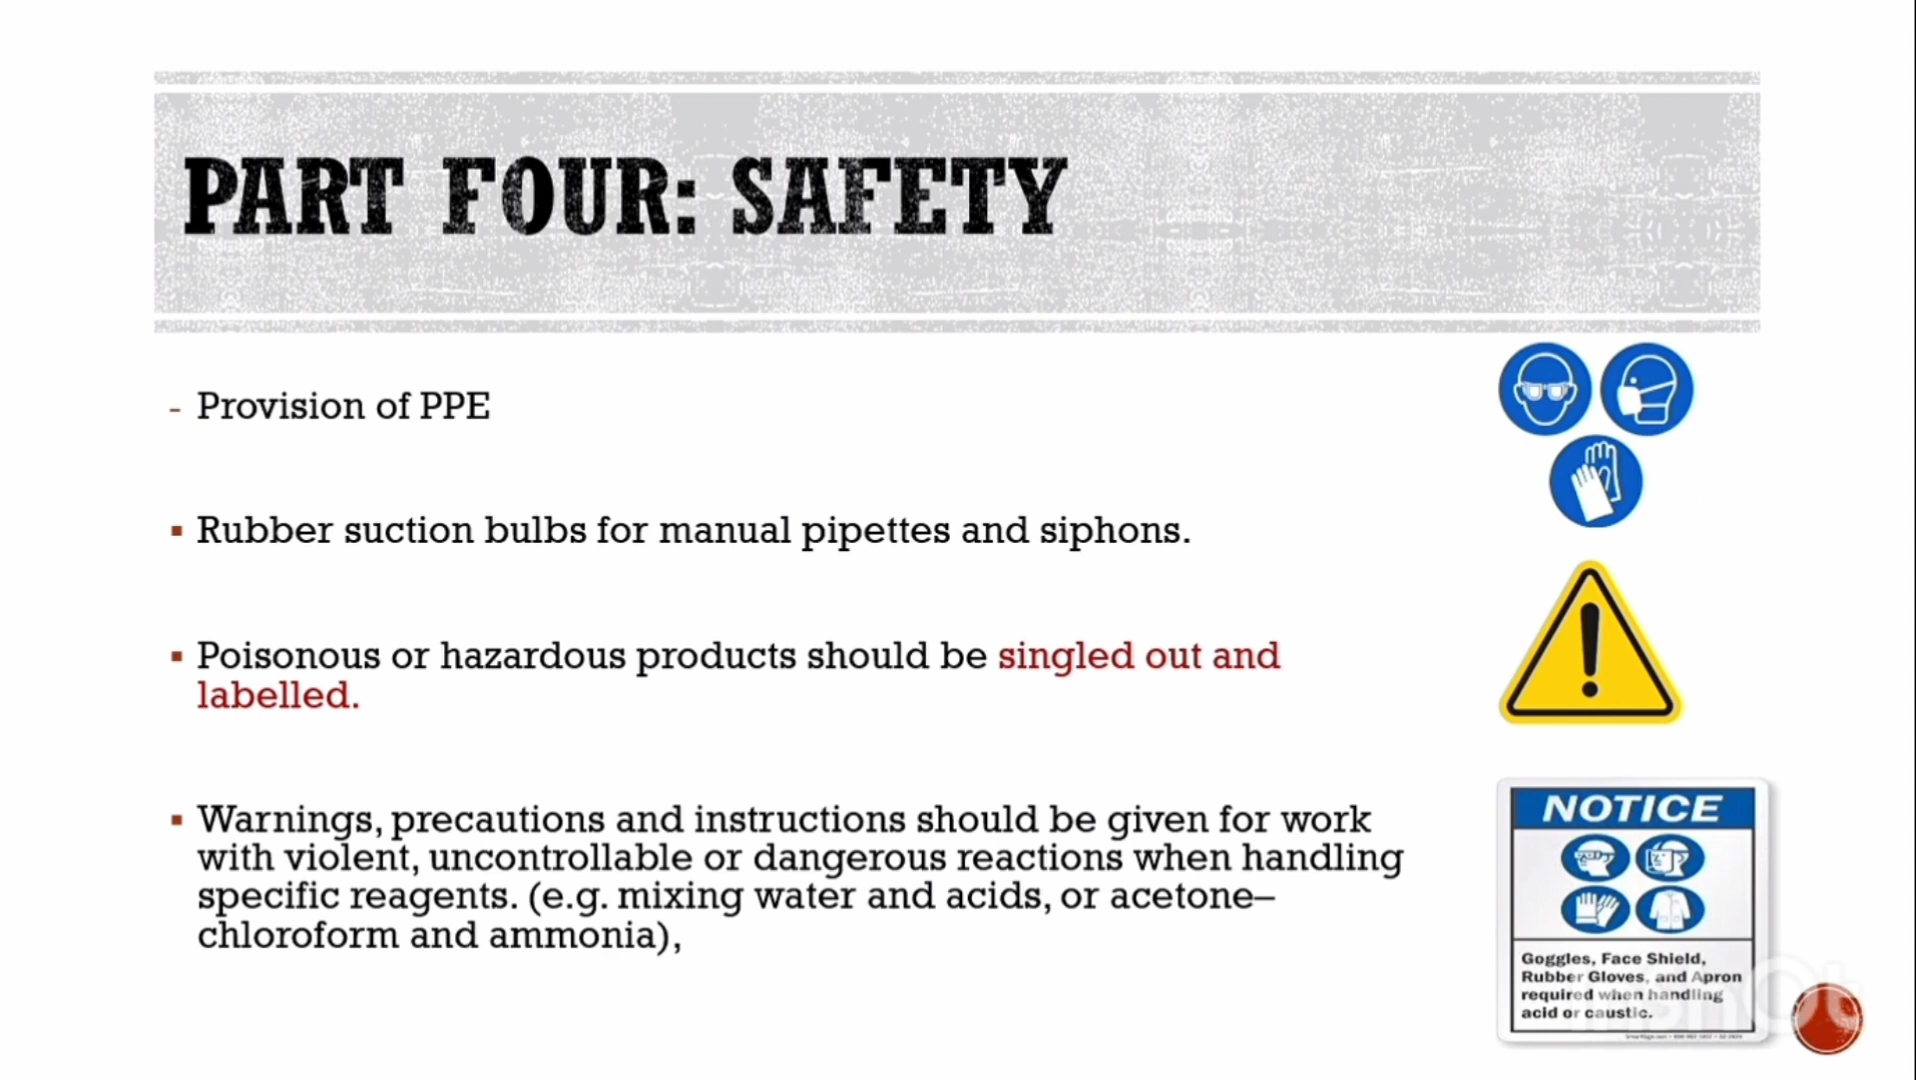 PART FOUR: SAFETY
- Provision of PPE
▪ Rubber suction bulbs for manual pipettes and siphons.
▪ Poisonous or hazardous products should be singled out and
labelled.
▪ Warnings, precautions and instructions should be given for work
with violent, uncontrollable or dangerous reactions when handling
specific reagents. (e.g. mixing water and acids, or acetone–
chloroform and ammonia),
NOTICE
Goggles, Face Shield,
Rubber Gloves, and Apron
required when handling
acid or caustic.